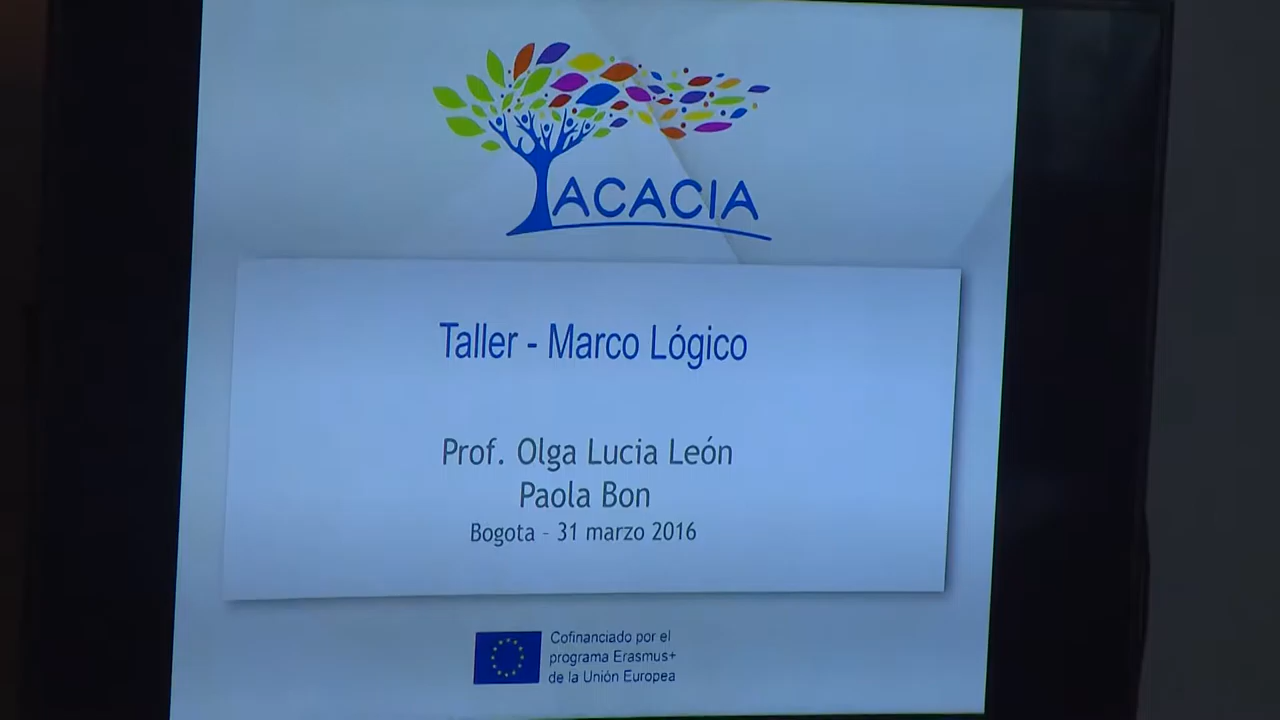 ACACIA
Taller - Marco Lógico
Prof. Olga Lucia León
Paola Bon
Bogota - 31 marzo 2016
Cofinanciado por el
programa Erasmus+
de la Unión Europea